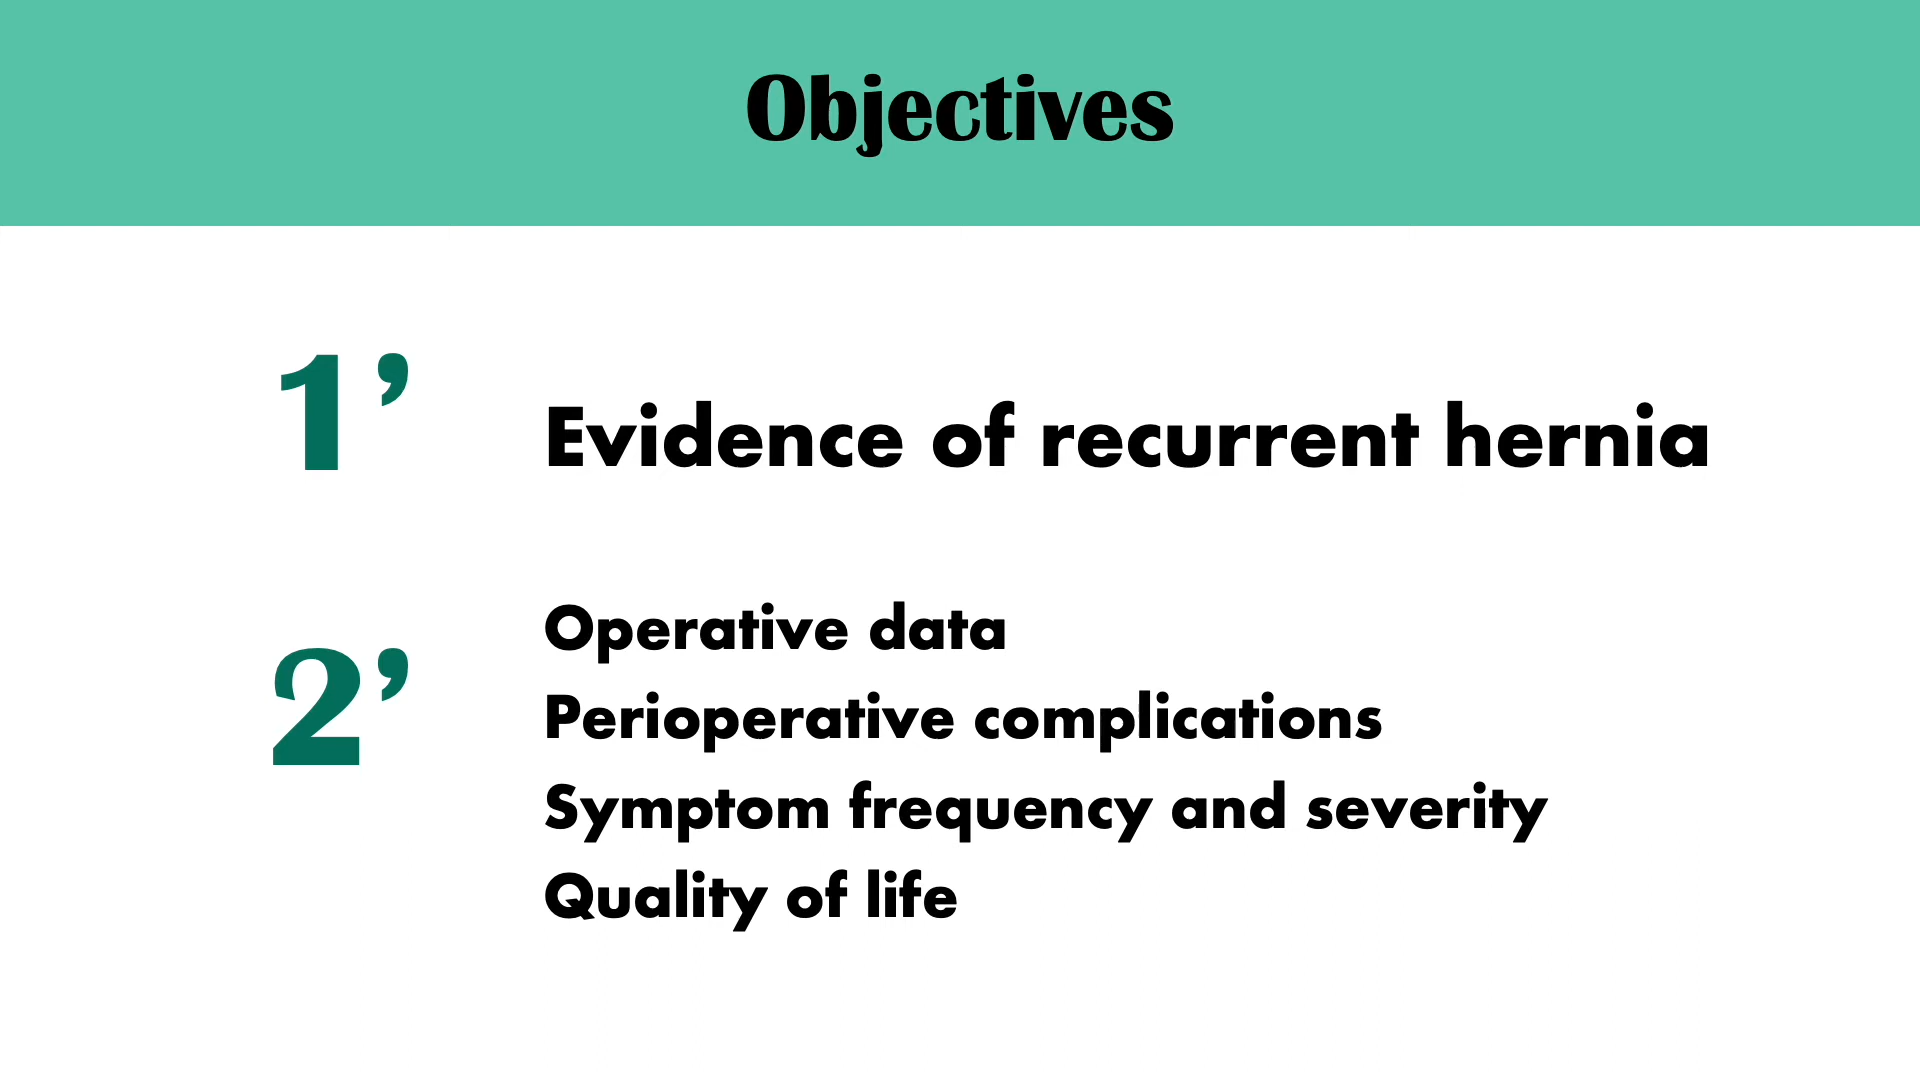 Objectives
1’
Evidence of recurrent hernia
2’
Operative data
Perioperative complications
Symptom frequency and severity
Quality of life